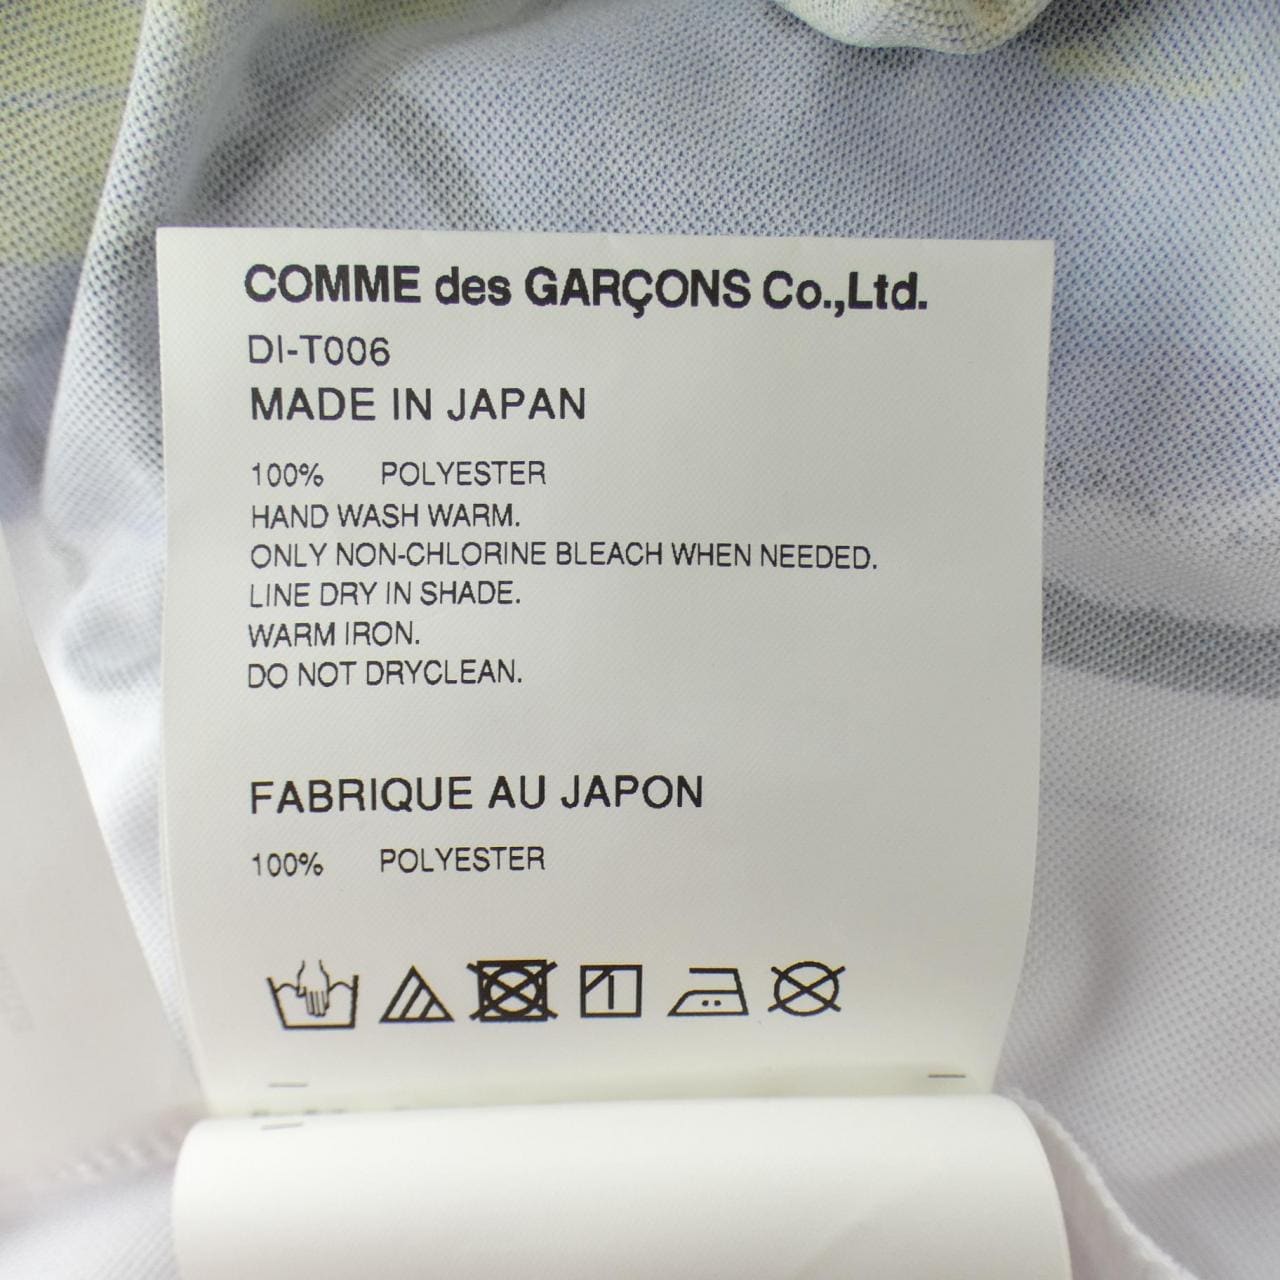 COMME des GARÇONS Co.,Ltd.
DI-T006
MADE IN JAPAN
100% POLYESTER
HAND WASH WARM.
ONLY NON-CHLORINE BLEACH WHEN NEEDED.
LINE DRY IN SHADE.
WARM IRON.
DO NOT DRYCLEAN.
FABRIQUE AU JAPON
100% POLYESTER